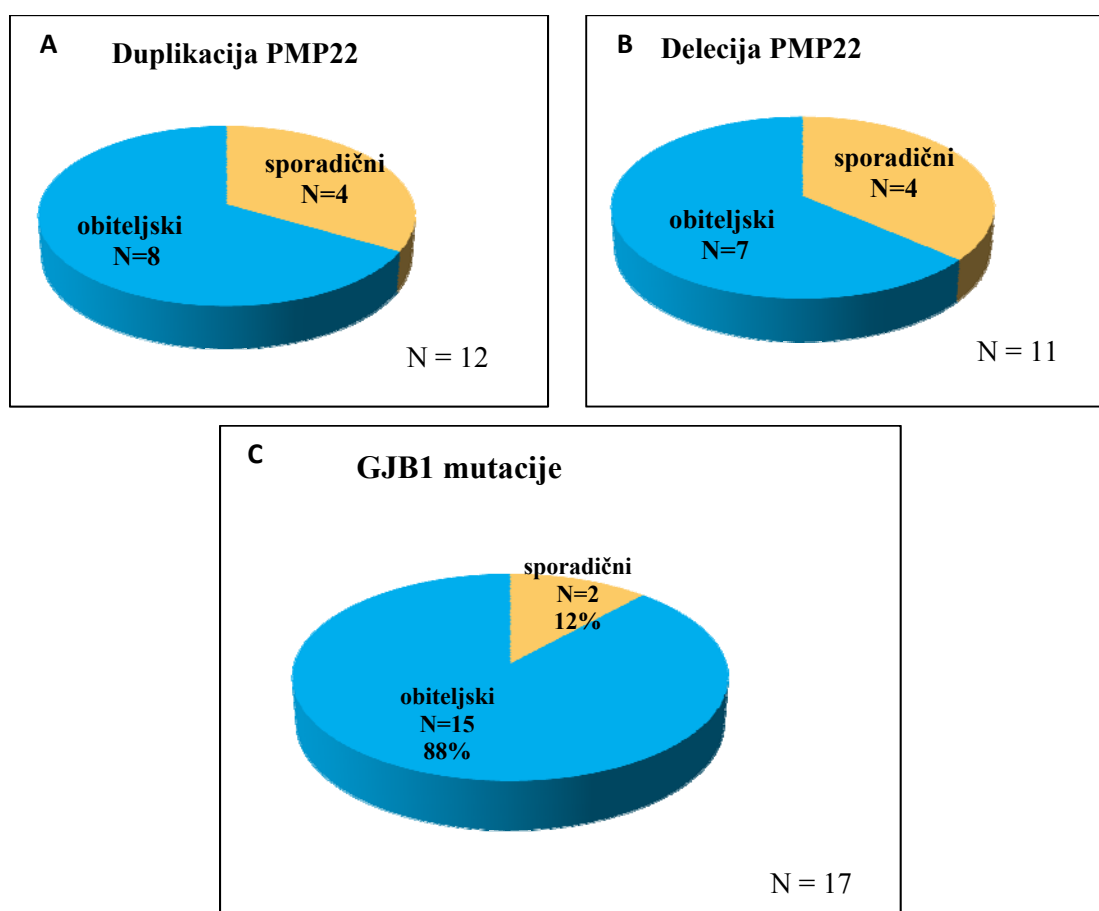 A
Duplikacija PMP22
sporadični
N=4
obiteljski
N=8
N = 12
B
Delecija PMP22
sporadični
N=4
obiteljski
N=7
N = 11
C
GJB1 mutacije
sporadični
N=2
12%
obiteljski
N=15
88%
N = 17